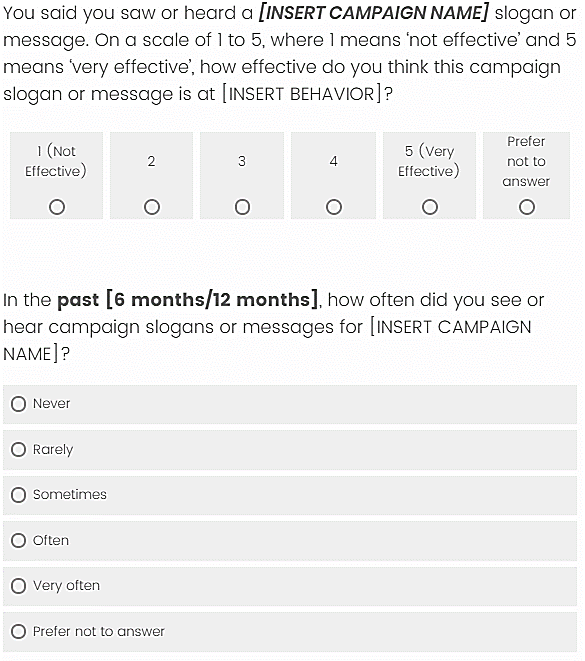 You said you saw or heard a [INSERT CAMPAIGN NAME] slogan or
message. On a scale of 1 to 5, where 1 means ‘not effective’ and 5
means ‘very effective’, how effective do you think this campaign
slogan or message is at [INSERT BEHAVIOR]?
1 (Not Effective)
2
3
4
5 (Very Effective)
Prefer not to answer
In the past [6 months/12 months], how often did you see or
hear campaign slogans or messages for [INSERT CAMPAIGN
NAME]?
Never
Rarely
Sometimes
Often
Very often
Prefer not to answer